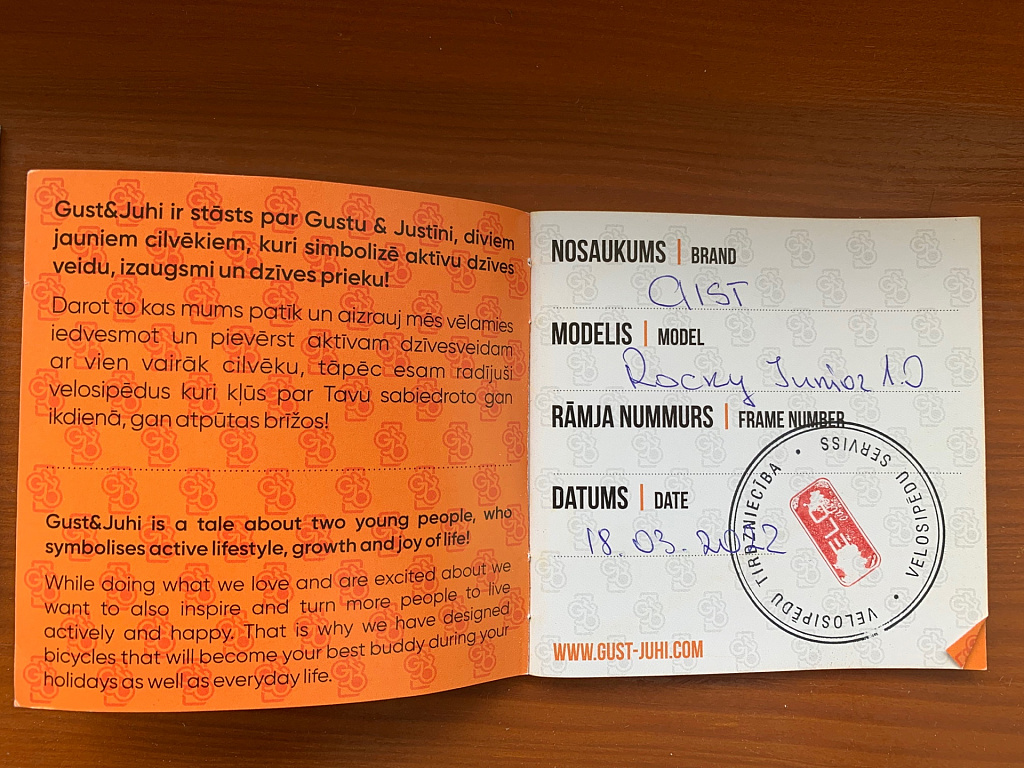 Gust&Juhi ir stāsts par Gustu & Justīni, diviem
jauniem cilvēkiem, kuri simbolizē aktīvu dzīves
veidu, izaugsmi un dzīves prieku!
Darot to kas mums patīk un aizrauj mēs vēlamies
iedvesmot un pievērst aktīvam dzīvesveidam
ar vien vairāk cilvēku, tāpēc esam radījuši
velosipēdus kuri kļūs par Tavu sabiedroto gan
ikdienā, gan atpūtas brīžos!
Gust&Juhi is a tale about two young people, who
symbolises active lifestyle, growth and joy of life!
While doing what we love and are excited about we
want to also inspire and turn more people to live
actively and happy. That is why we have designed
bicycles that will become your best buddy during your
holidays as well as everyday life.
NOSAUKUMS | BRAND
AIST
MODELIS | MODEL
Rocky Junior 1.0
RĀMJA NUMMURS | FRAME NUMBER
DATUMS | DATE
18.03.2022
VELOSIPĒDU TIRDZNIECĪBA • VELOSIPĒDU SERVISS •
WWW.GUST-JUHI.COM